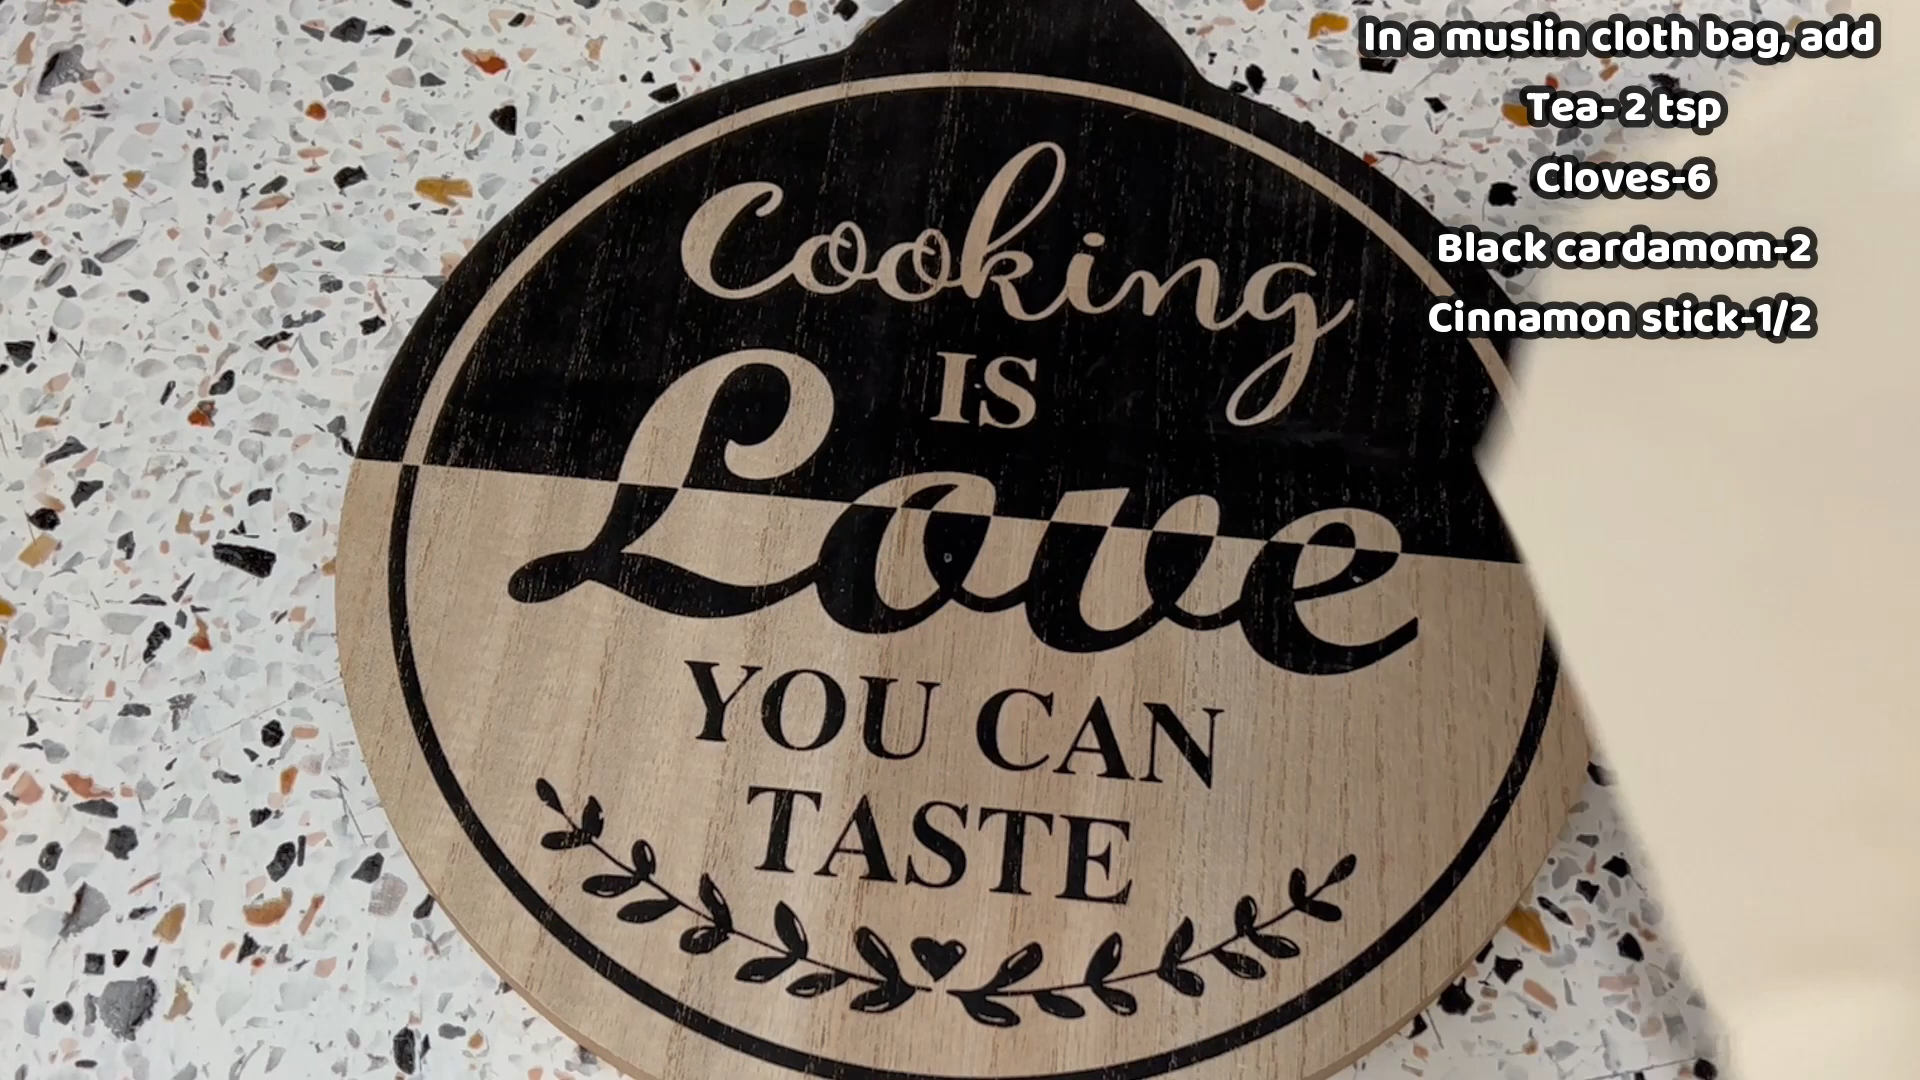 In a muslin cloth bag, add
Tea- 2 tsp
Cloves-6
Black cardamom-2
Cinnamon stick-1/2
Cooking
IS
Love
YOU CAN
TASTE